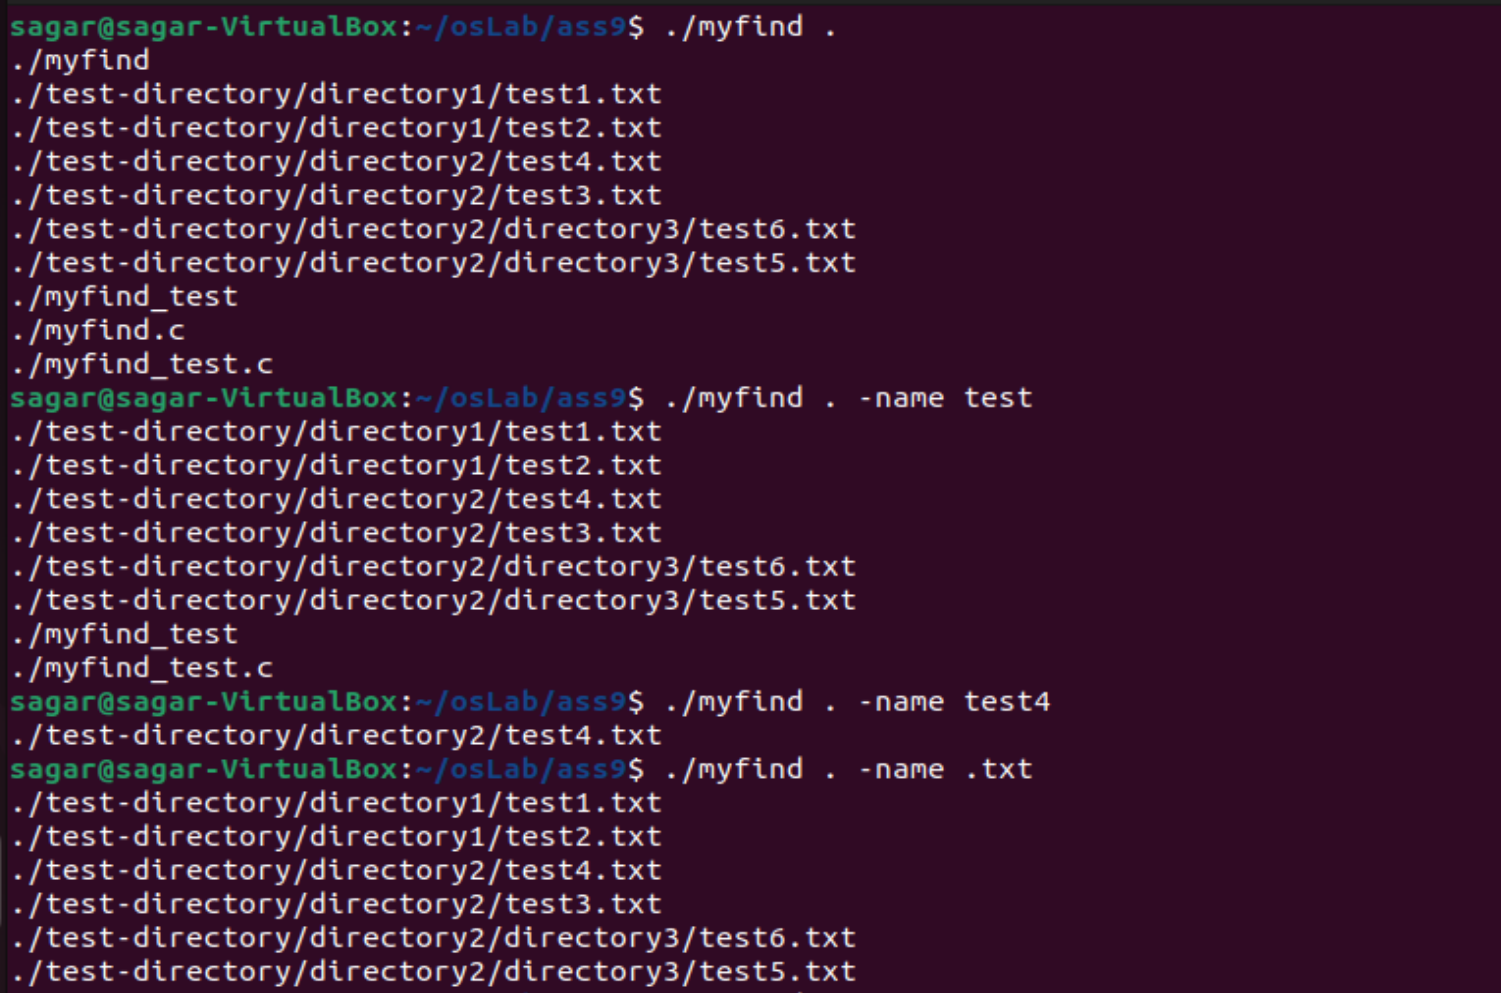 sagar@sagar-VirtualBox:~/osLab/ass9$ ./myfind .
./myfind
./test-directory/directory1/test1.txt
./test-directory/directory1/test2.txt
./test-directory/directory2/test4.txt
./test-directory/directory2/test3.txt
./test-directory/directory2/directory3/test6.txt
./test-directory/directory2/directory3/test5.txt
./myfind_test
./myfind.c
./myfind_test.c
sagar@sagar-VirtualBox:~/osLab/ass9$ ./myfind . -name test
./test-directory/directory1/test1.txt
./test-directory/directory1/test2.txt
./test-directory/directory2/test4.txt
./test-directory/directory2/test3.txt
./test-directory/directory2/directory3/test6.txt
./test-directory/directory2/directory3/test5.txt
./myfind_test
./myfind_test.c
sagar@sagar-VirtualBox:~/osLab/ass9$ ./myfind . -name test4
./test-directory/directory2/test4.txt
sagar@sagar-VirtualBox:~/osLab/ass9$ ./myfind . -name .txt
./test-directory/directory1/test1.txt
./test-directory/directory1/test2.txt
./test-directory/directory2/test4.txt
./test-directory/directory2/test3.txt
./test-directory/directory2/directory3/test6.txt
./test-directory/directory2/directory3/test5.txt